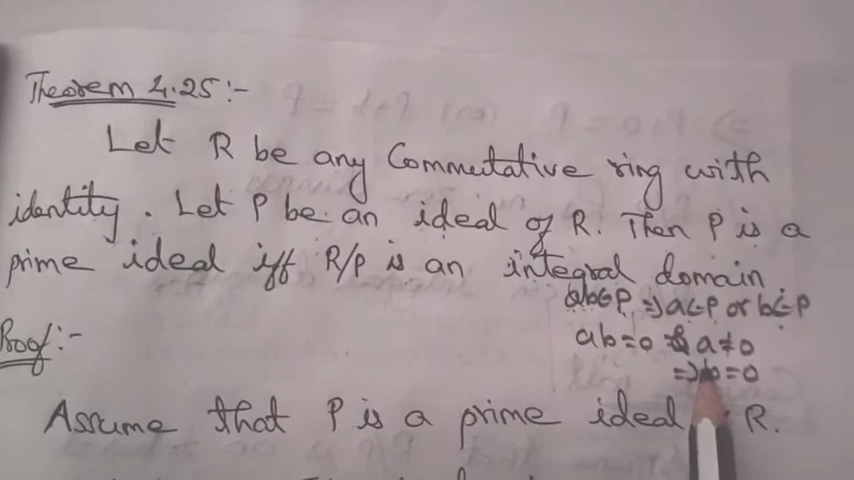 Theorem 4.25:-
Let R be any Commutative ring with
identity. Let P be an ideal of R. Then P is a
prime ideal iff R/P is an integral domain
ab∈P ⇒ a∈P or b∈P
ab=0 & a≠0
⇒ b=0
Proof:-
Assume that P is a prime ideal R.